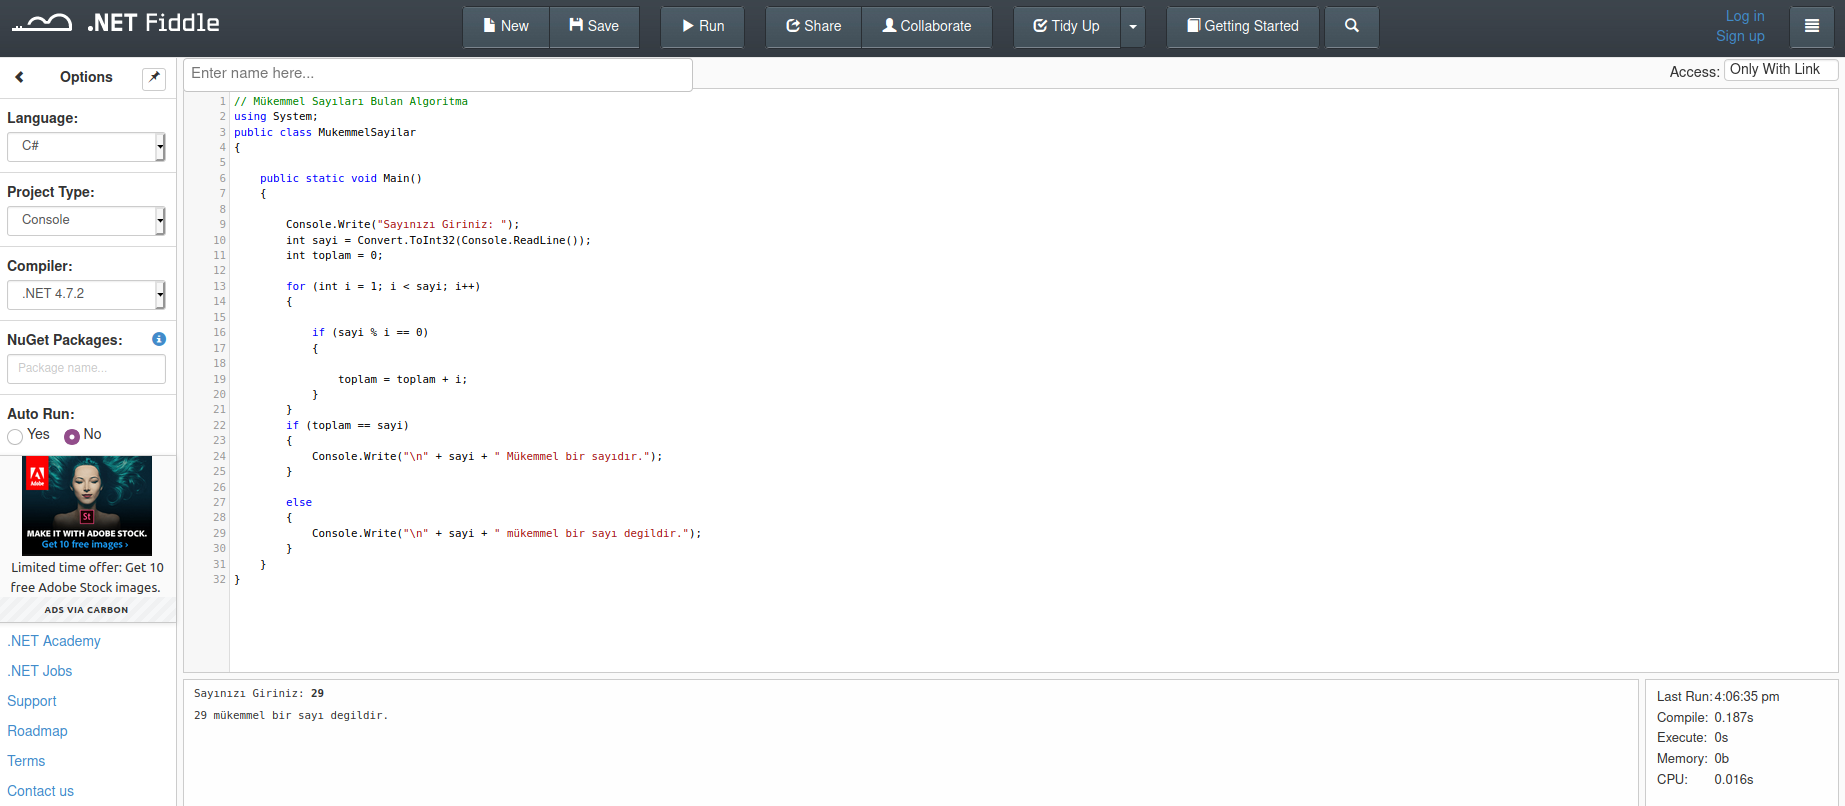 .NET Fiddle
New
Save
Run
Share
Collaborate
Tidy Up
Getting Started
Log in
Sign up
Options
Enter name here...
Access: Only With Link
Language:
C#
Project Type:
Console
Compiler:
.NET 4.7.2
NuGet Packages:
Package name...
Auto Run:
Yes No
Adobe
St
MAKE IT WITH ADOBE STOCK.
Get 10 free images ›
Limited time offer: Get 10
free Adobe Stock images.
ADS VIA CARBON
.NET Academy
.NET Jobs
Support
Roadmap
Terms
Contact us
1 // Mükemmel Sayıları Bulan Algoritma
2 using System;
3 public class MukemmelSayilar
4 {
5
6     public static void Main()
7     {
8
9         Console.Write("Sayınızı Giriniz: ");
10         int sayi = Convert.ToInt32(Console.ReadLine());
11         int toplam = 0;
12
13         for (int i = 1; i < sayi; i++)
14         {
15
16             if (sayi % i == 0)
17             {
18
19                 toplam = toplam + i;
20             }
21         }
22         if (toplam == sayi)
23         {
24             Console.Write("\n" + sayi + " Mükemmel bir sayıdır.");
25         }
26
27         else
28         {
29             Console.Write("\n" + sayi + " mükemmel bir sayı degildir.");
30         }
31     }
32 }
Sayınızı Giriniz: 29
29 mükemmel bir sayı degildir.
Last Run: 4:06:35 pm
Compile: 0.187s
Execute: 0s
Memory: 0b
CPU: 0.016s